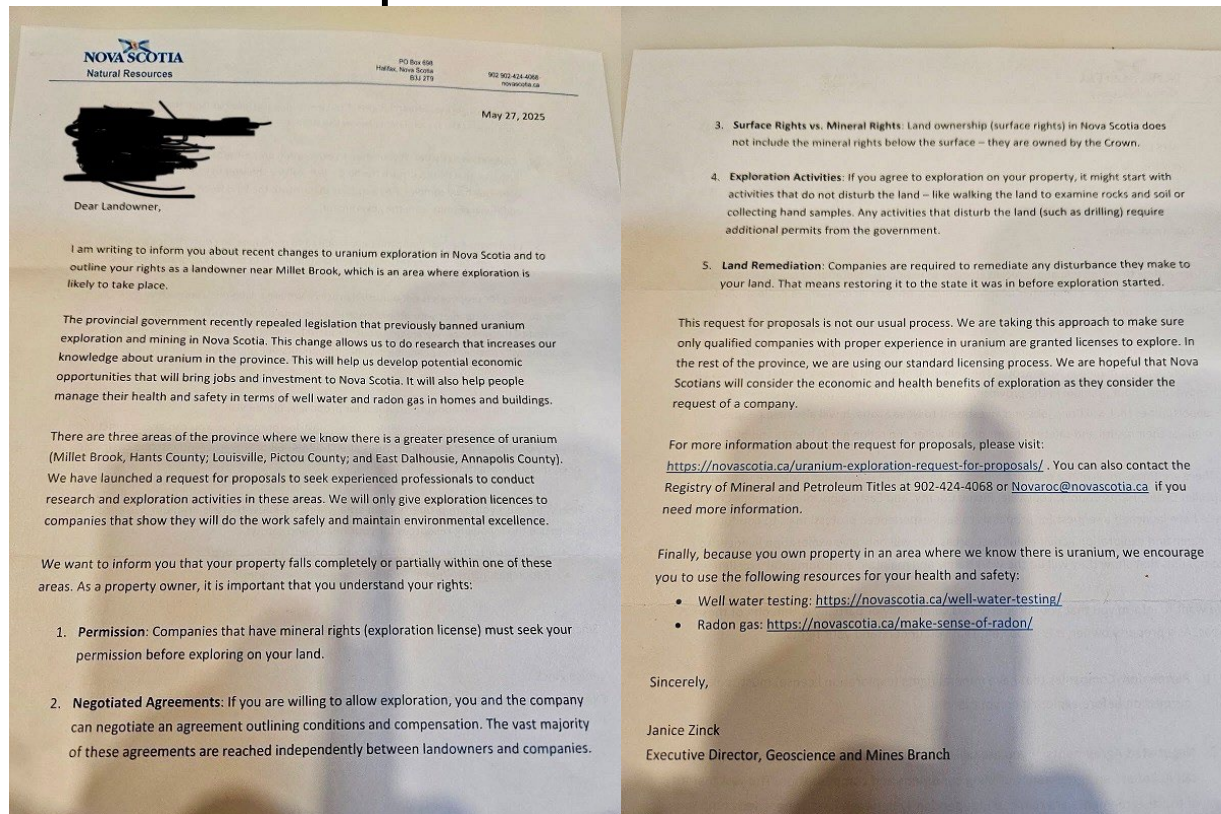 NOVA SCOTIA
Natural Resources
PO Box 698
Halifax, Nova Scotia
B3J 2T9
902 902-424-4068
novascotia.ca
May 27, 2025
Dear Landowner,
I am writing to inform you about recent changes to uranium exploration in Nova Scotia and to
outline your rights as a landowner near Millet Brook, which is an area where exploration is
likely to take place.
The provincial government recently repealed legislation that previously banned uranium
exploration and mining in Nova Scotia. This change allows us to do research that increases our
knowledge about uranium in the province. This will help us develop potential economic
opportunities that will bring jobs and investment to Nova Scotia. It will also help people
manage their health and safety in terms of well water and radon gas in homes and buildings.
There are three areas of the province where we know there is a greater presence of uranium
(Millet Brook, Hants County; Louisville, Pictou County; and East Dalhousie, Annapolis County).
We have launched a request for proposals to seek experienced professionals to conduct
research and exploration activities in these areas. We will only give exploration licences to
companies that show they will do the work safely and maintain environmental excellence.
We want to inform you that your property falls completely or partially within one of these
areas. As a property owner, it is important that you understand your rights:
1. Permission: Companies that have mineral rights (exploration license) must seek your
permission before exploring on your land.
2. Negotiated Agreements: If you are willing to allow exploration, you and the company
can negotiate an agreement outlining conditions and compensation. The vast majority
of these agreements are reached independently between landowners and companies.
3. Surface Rights vs. Mineral Rights: Land ownership (surface rights) in Nova Scotia does
not include the mineral rights below the surface – they are owned by the Crown.
4. Exploration Activities: If you agree to exploration on your property, it might start with
activities that do not disturb the land – like walking the land to examine rocks and soil or
collecting hand samples. Any activities that disturb the land (such as drilling) require
additional permits from the government.
5. Land Remediation: Companies are required to remediate any disturbance they make to
your land. That means restoring it to the state it was in before exploration started.
This request for proposals is not our usual process. We are taking this approach to make sure
only qualified companies with proper experience in uranium are granted licenses to explore. In
the rest of the province, we are using our standard licensing process. We are hopeful that Nova
Scotians will consider the economic and health benefits of exploration as they consider the
request of a company.
For more information about the request for proposals, please visit:
https://novascotia.ca/uranium-exploration-request-for-proposals/ . You can also contact the
Registry of Mineral and Petroleum Titles at 902-424-4068 or Novaroc@novascotia.ca if you
need more information.
Finally, because you own property in an area where we know there is uranium, we encourage
you to use the following resources for your health and safety:
• Well water testing: https://novascotia.ca/well-water-testing/
• Radon gas: https://novascotia.ca/make-sense-of-radon/
Sincerely,
Janice Zinck
Executive Director, Geoscience and Mines Branch